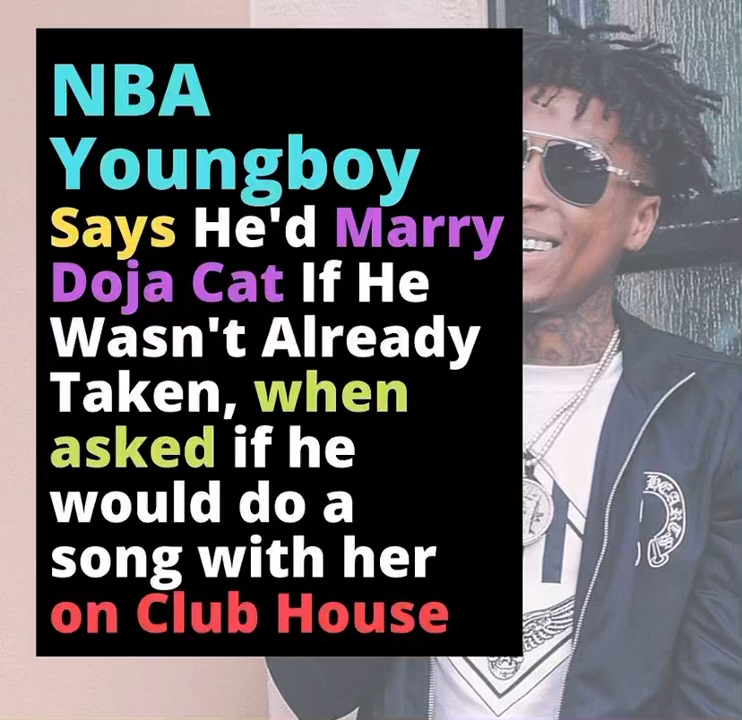 NBA
Youngboy
Says He'd Marry
Doja Cat If He
Wasn't Already
Taken, when
asked if he
would do a
song with her
on Club House
HEARTS